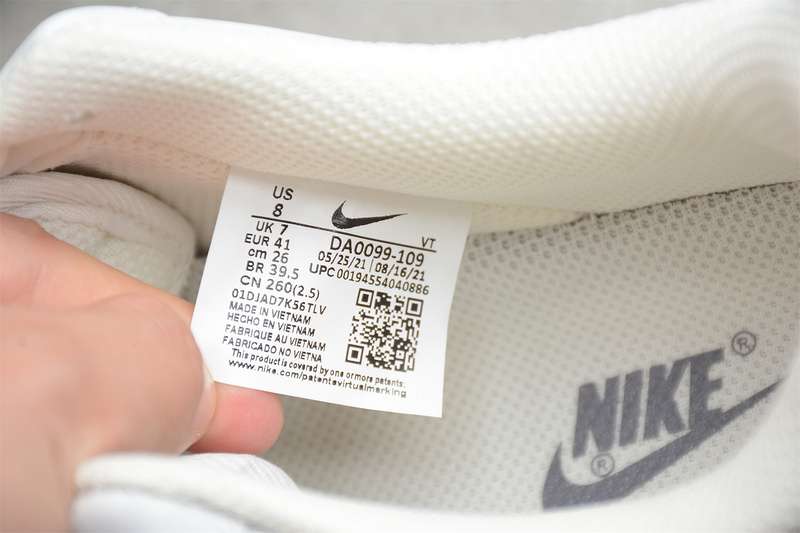 US
8
UK 7
EUR 41
cm 26
BR 39.5
CN 260(2.5)
VT
DA0099-109
05/25/21 08/16/21
UPC 00194554040886
01DJAD7K56TLV
MADE IN VIETNAM
HECHO EN VIETNAM
FABRIQUE AU VIETNAM
FABRICADO NO VIETNA
This product is covered by one or more patents:
www.nike.com/patentsvirtualmarking
NIKE ®
®